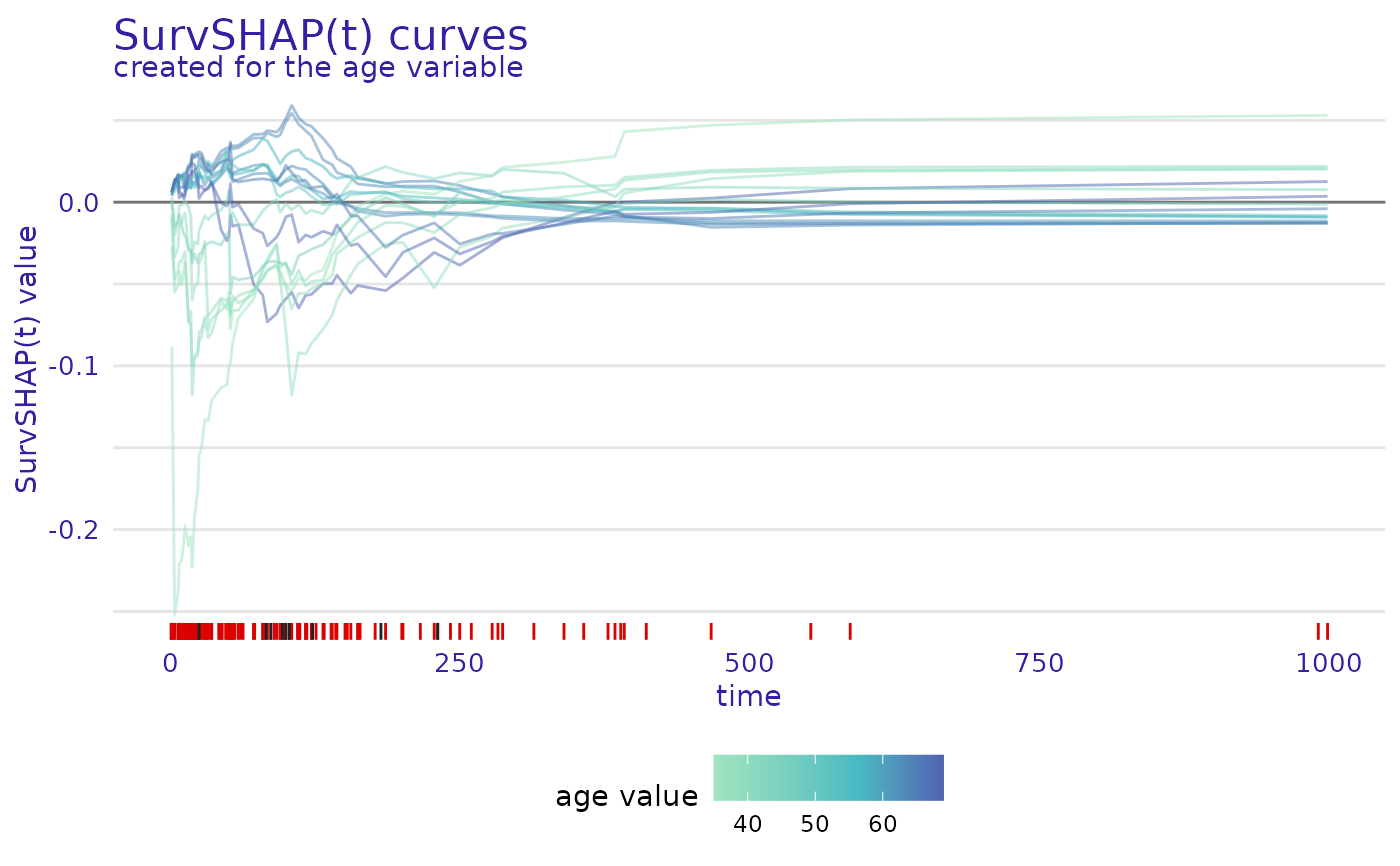 SurvSHAP(t) curves
created for the age variable
SurvSHAP(t) value
0.0
-0.1
-0.2
0 250 500 750 1000
time
age value
40 50 60